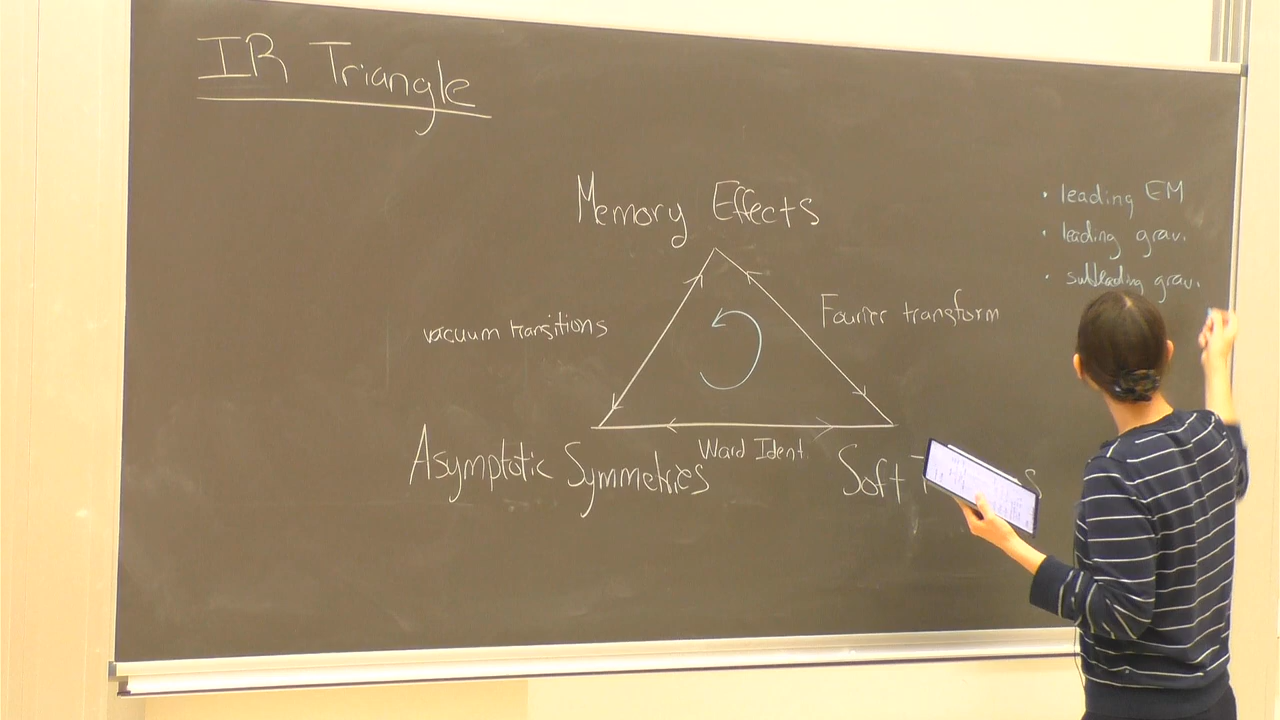 IR Triangle
Memory Effects
• leading EM
• leading grav.
• subleading grav.
vacuum transitions
Fourier transform
Ward Ident.
Asymptotic Symmetries
Soft